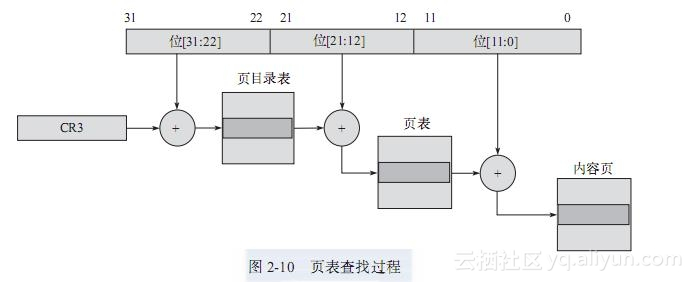 31 22 21 12 11 0
位[31:22] 位[21:12] 位[11:0]
页目录表
CR3 + + 页表
+ 内容页
图 2-10 页表查找过程
云栖社区 yq.aliyun.com